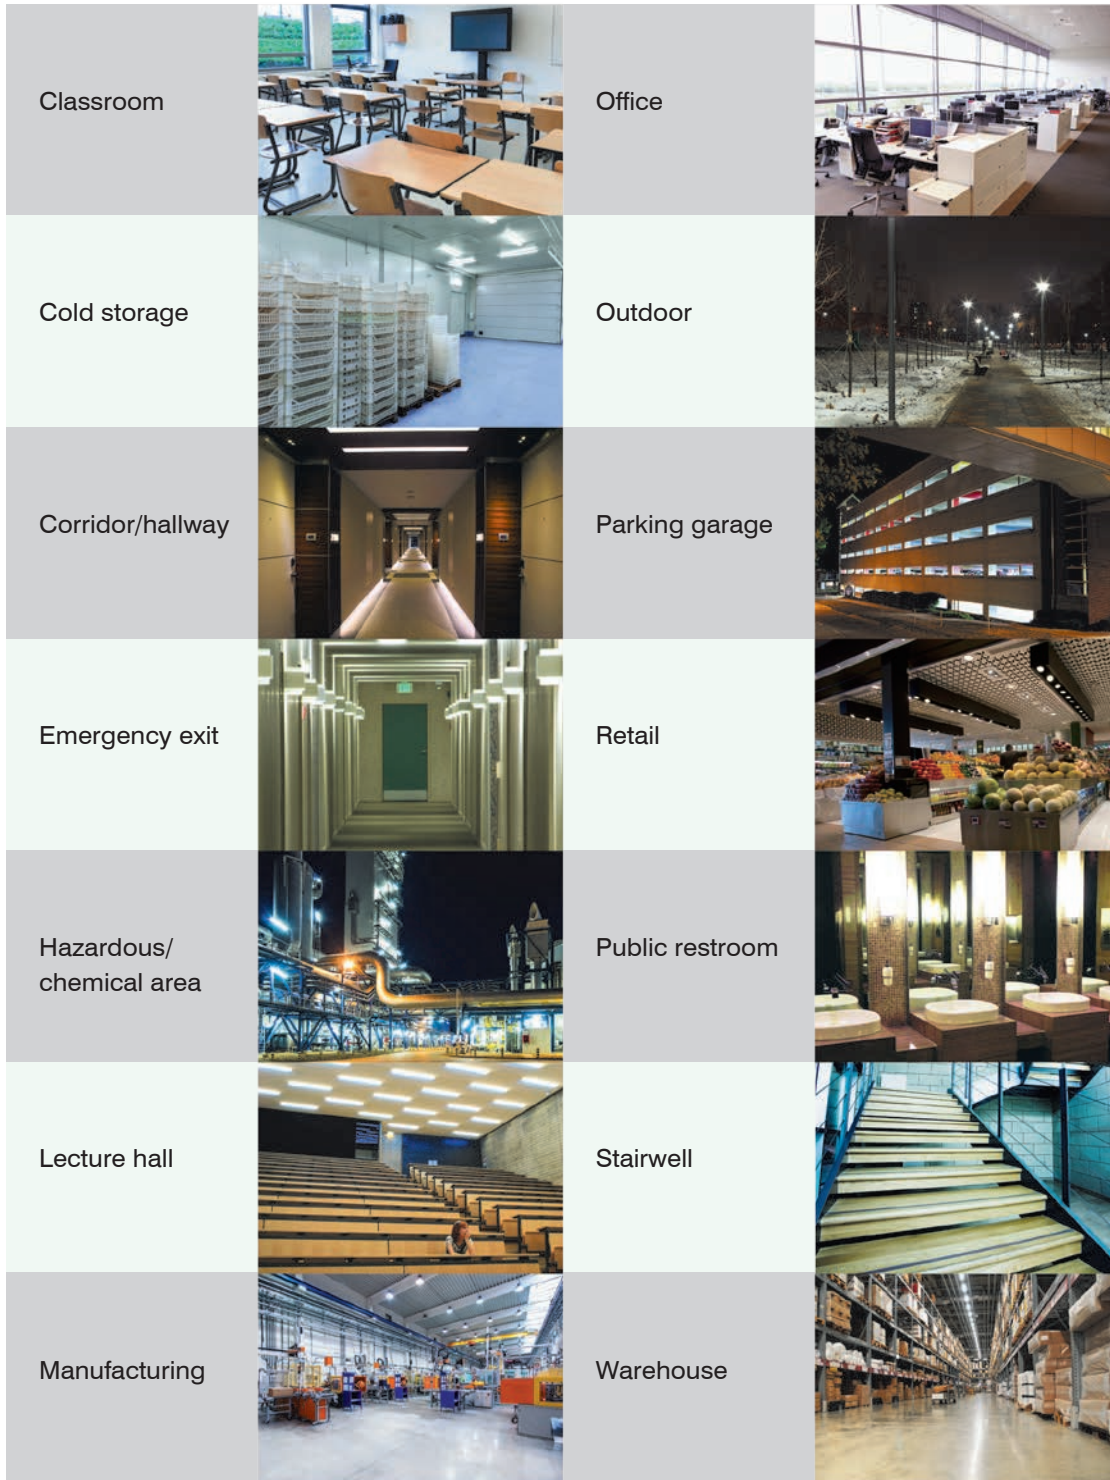 Classroom
Office
Cold storage
Outdoor
Corridor/hallway
Parking garage
Emergency exit
Retail
Hazardous/
chemical area
Public restroom
Lecture hall
Stairwell
Manufacturing
Warehouse